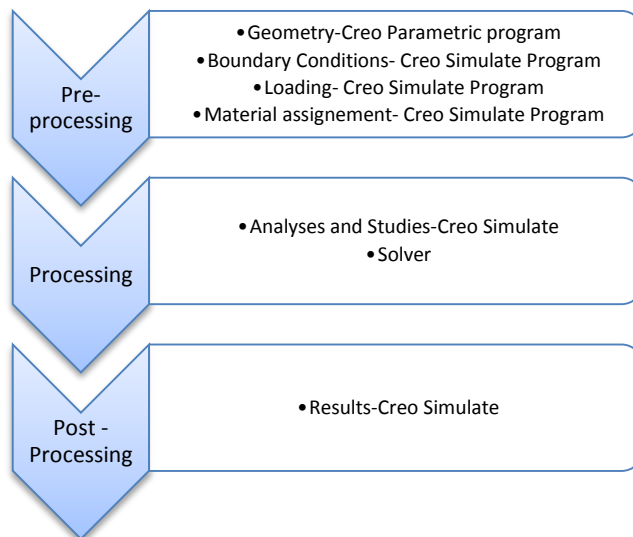 Pre-
processing
•Geometry-Creo Parametric program
•Boundary Conditions- Creo Simulate Program
•Loading- Creo Simulate Program
•Material assignement- Creo Simulate Program
Processing
•Analyses and Studies-Creo Simulate
•Solver
Post -
Processing
•Results-Creo Simulate